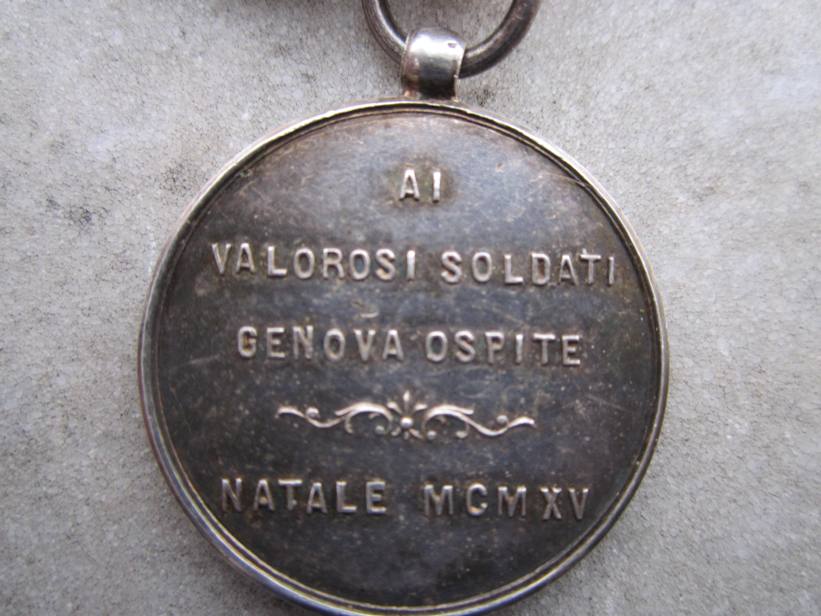 AI
VALOROSI SOLDATI
GENOVA OSPITE
NATALE MCMXV